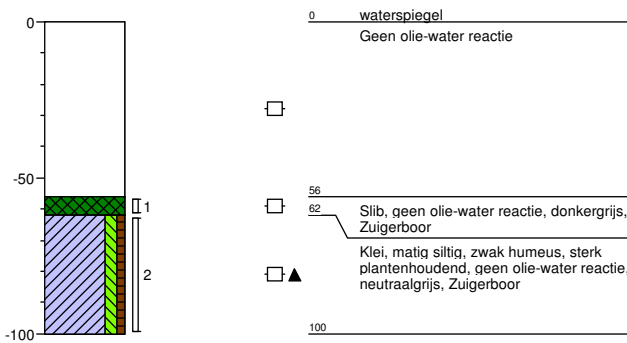 0
waterspiegel
Geen olie-water reactie
-50
56
1
62
Slib, geen olie-water reactie, donkergrijs,
Zuigerboor
Klei, matig siltig, zwak humeus, sterk
plantenhoudend, geen olie-water reactie,
neutraalgrijs, Zuigerboor
2
-100
100
0